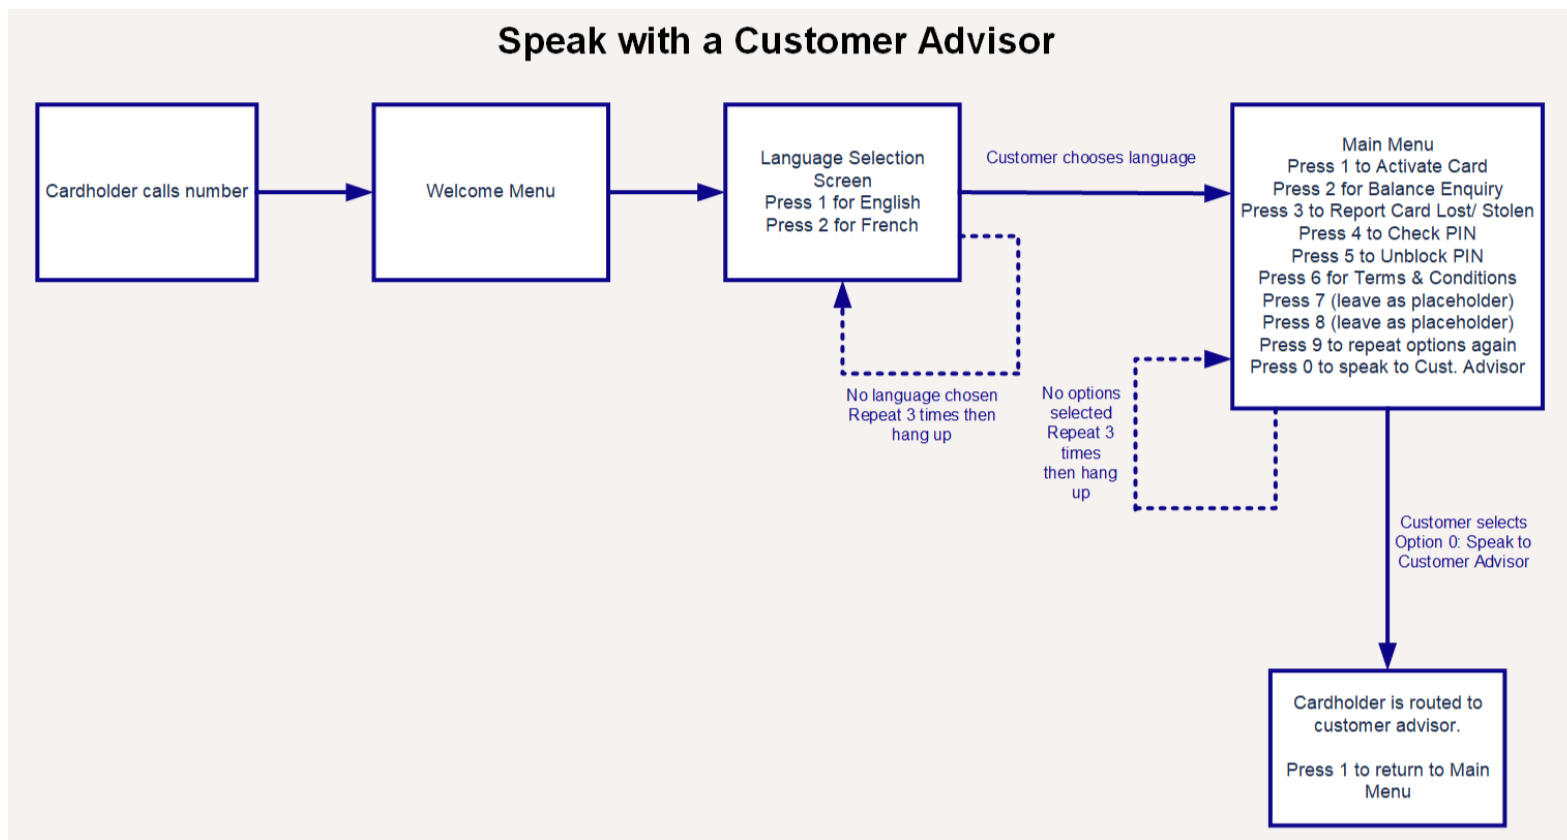 Speak with a Customer Advisor
Cardholder calls number
Welcome Menu
Language Selection
Screen
Press 1 for English
Press 2 for French
Customer chooses language
Main Menu
Press 1 to Activate Card
Press 2 for Balance Enquiry
Press 3 to Report Card Lost/ Stolen
Press 4 to Check PIN
Press 5 to Unblock PIN
Press 6 for Terms & Conditions
Press 7 (leave as placeholder)
Press 8 (leave as placeholder)
Press 9 to repeat options again
Press 0 to speak to Cust. Advisor
No language chosen
Repeat 3 times then
hang up
No options
selected
Repeat 3
times
then hang
up
Customer selects
Option 0: Speak to
Customer Advisor
Cardholder is routed to
customer advisor.
Press 1 to return to Main
Menu